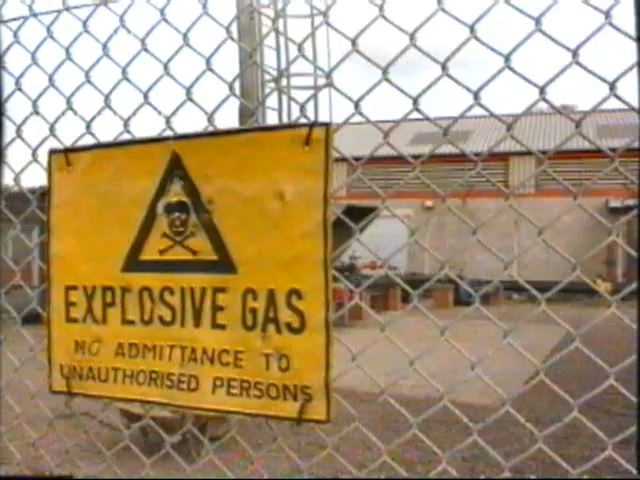 EXPLOSIVE GAS
NO ADMITTANCE TO
UNAUTHORISED PERSONS